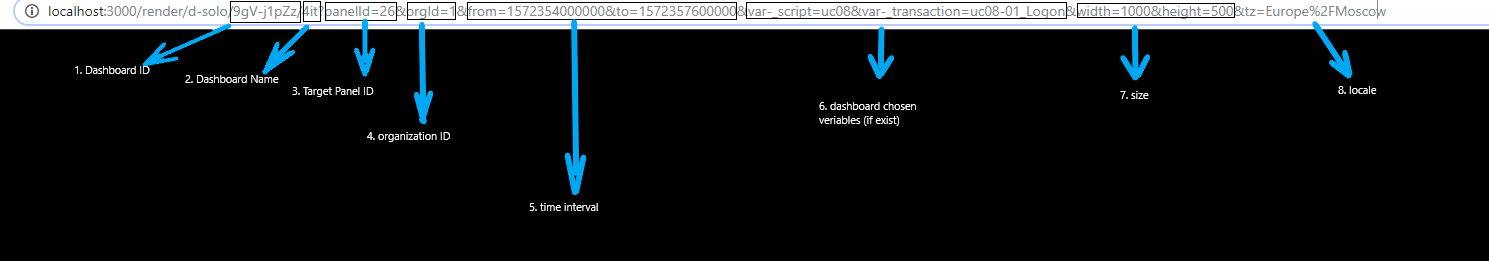 localhost:3000/render/d-solo/9gV-j1pZz/4it?panelId=26&orgId=1&from=1572354000000&to=1572357600000&var-_script=uc08&var-_transaction=uc08-01_Logon&width=1000&height=500&tz=Europe%2FMoscow
1. Dashboard ID
2. Dashboard Name
3. Target Panel ID
4. organization ID
5. time interval
6. dashboard chosen
veriables (if exist)
7. size
8. locale